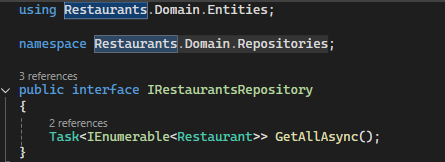 using Restaurants.Domain.Entities;
namespace Restaurants.Domain.Repositories;
3 references
public interface IRestaurantsRepository
{
2 references
Task<IEnumerable<Restaurant>> GetAllAsync();
}